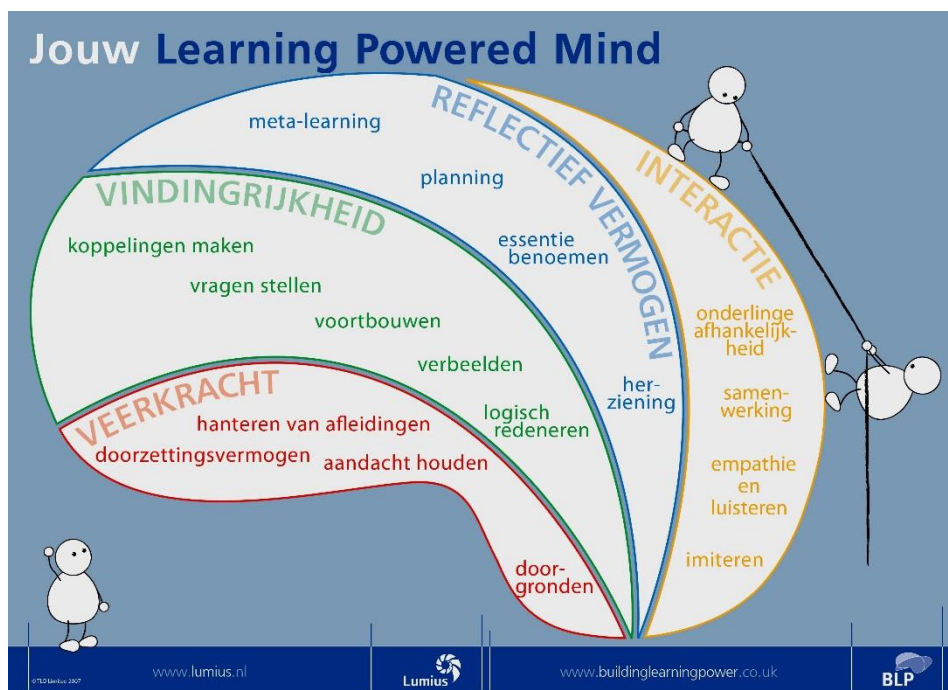 Jouw Learning Powered Mind
REFLECTIEF VERMOGEN
meta-learning
planning
essentie
benoemen
her-
ziening
INTERACTIE
onderlinge
afhankelijk-
heid
samen-
werking
empathie
en
luisteren
imiteren
VINDINGRIJKHEID
koppelingen maken
vragen stellen
voortbouwen
verbeelden
logisch
redeneren
VEERKRACHT
hanteren van afleidingen
doorzettingsvermogen
aandacht houden
door-
gronden
www.lumius.nl
Lumius
www.buildinglearningpower.co.uk
BLP